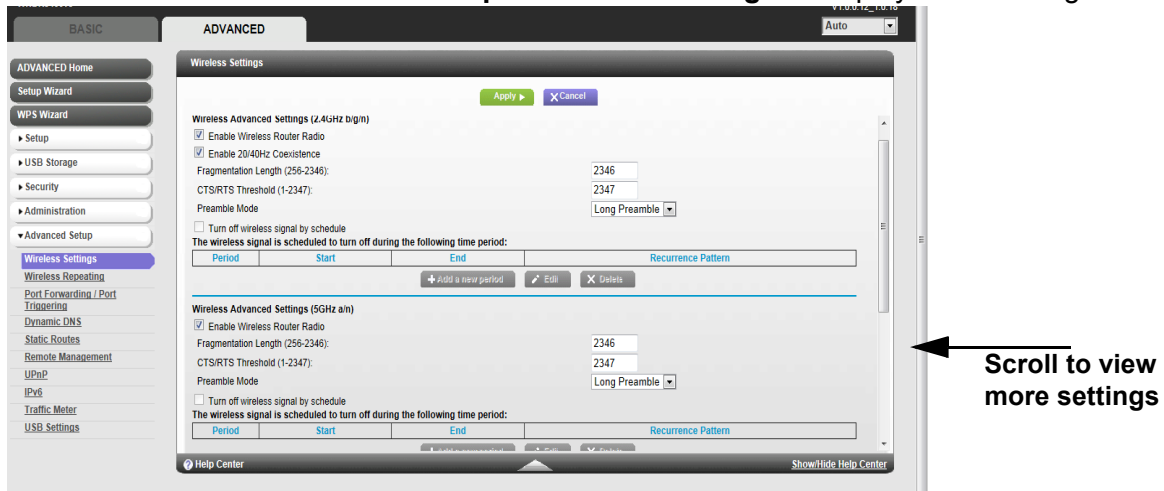 V1.0.0.12_1.0.18
BASIC
ADVANCED
Auto
ADVANCED Home
Setup Wizard
WPS Wizard
Setup
USB Storage
Security
Administration
Advanced Setup
Wireless Settings
Wireless Repeating
Port Forwarding / Port
Triggering
Dynamic DNS
Static Routes
Remote Management
UPnP
IPv6
Traffic Meter
USB Settings
Wireless Settings
Apply
X Cancel
Wireless Advanced Settings (2.4GHz b/g/n)
Enable Wireless Router Radio
Enable 20/40Hz Coexistence
Fragmentation Length (256-2346): 2346
CTS/RTS Threshold (1-2347): 2347
Preamble Mode Long Preamble
Turn off wireless signal by schedule
The wireless signal is scheduled to turn off during the following time period:
Period Start End Recurrence Pattern
+ Add a new period Edit X Delete
Wireless Advanced Settings (5GHz a/n)
Enable Wireless Router Radio
Fragmentation Length (256-2346): 2346
CTS/RTS Threshold (1-2347): 2347
Preamble Mode Long Preamble
Turn off wireless signal by schedule
The wireless signal is scheduled to turn off during the following time period:
Period Start End Recurrence Pattern
Help Center
Show/Hide Help Center
Scroll to view
more settings